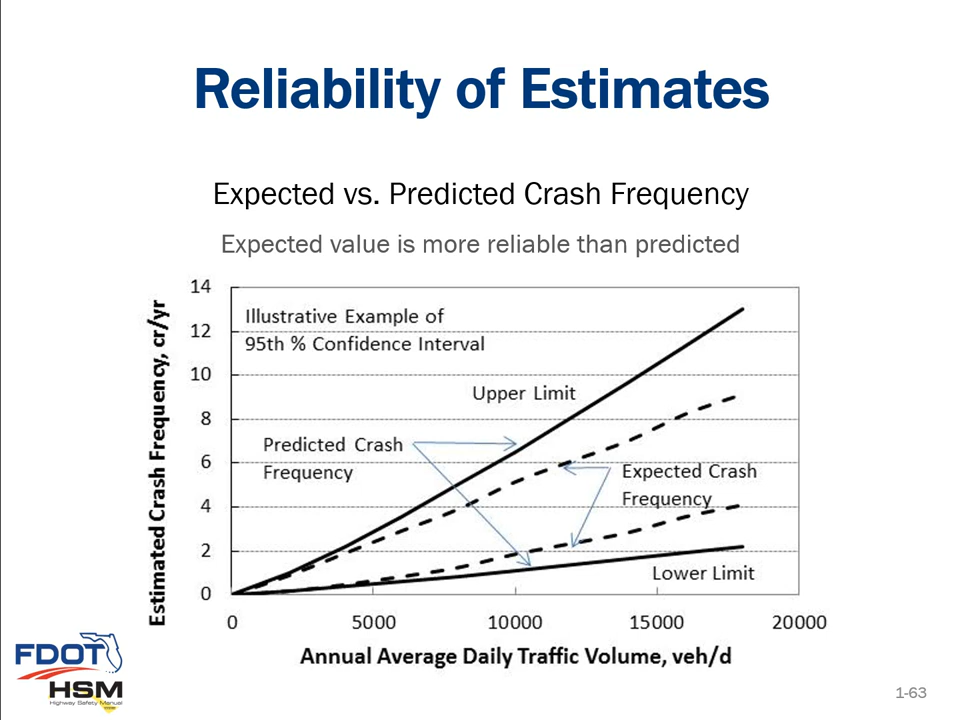 Reliability of Estimates
Expected vs. Predicted Crash Frequency
Expected value is more reliable than predicted
Estimated Crash Frequency, cr/yr
14
12
10
8
6
4
2
0
Illustrative Example of
95th % Confidence Interval
Upper Limit
Predicted Crash
Frequency
Expected Crash
Frequency
Lower Limit
0 5000 10000 15000 20000
Annual Average Daily Traffic Volume, veh/d
FDOT
HSM
Highway Safety Manual
1-63